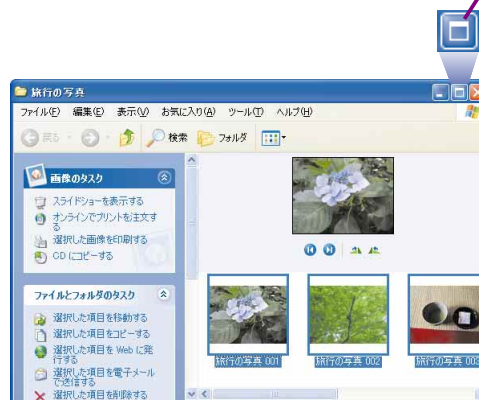 旅行の写真
ファイル(F) 編集(E) 表示(V) お気に入り(A) ツール(T) ヘルプ(H)
戻る 検索 フォルダ
画像のタスク
スライドショーを表示する
オンラインでプリントを注文す
る
選択した画像を印刷する
CD にコピーする
ファイルとフォルダのタスク
選択した項目を移動する
選択した項目をコピーする
選択した項目を Web に発
行する
選択した項目を電子メール
で送信する
選択した項目を削除する
旅行の写真 001 旅行の写真 002 旅行の写真 003